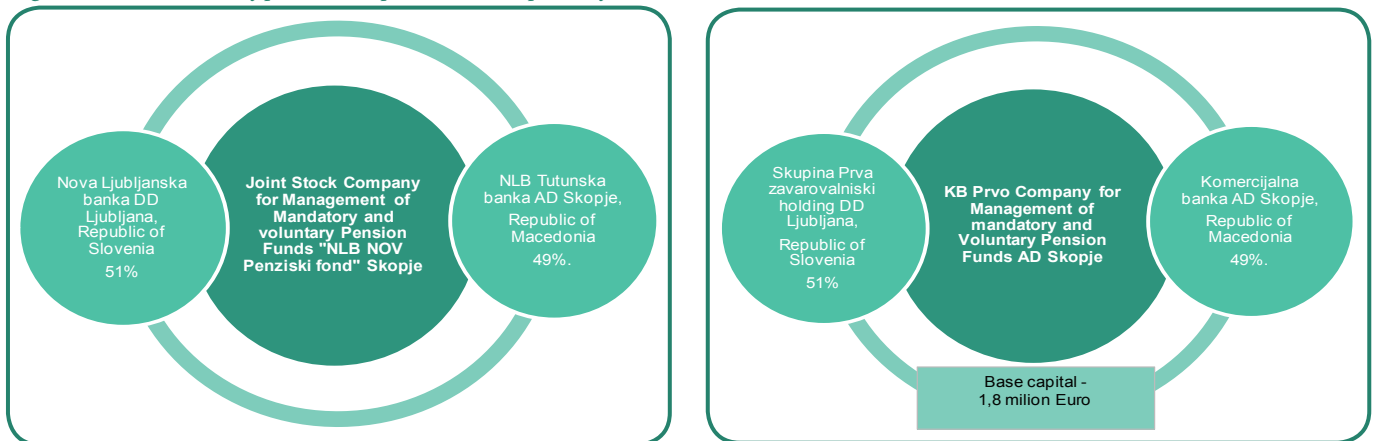 Nova Ljubljanska
banka DD
Ljubljana,
Republic of
Slovenia
51%
Joint Stock Company
for Management of
Mandatory and
voluntary Pension
Funds "NLB NOV
Penziski fond" Skopje
NLB Tutunska
banka AD Skopje,
Republic of
Macedonia
49%.
Skupina Prva
zavarovalniski
holding DD
Ljubljana,
Republic of
Slovenia
51%
KB Prvo Company for
Management of
mandatory and
Voluntary Pension
Funds AD Skopje
Komercijalna
banka AD Skopje,
Republic of
Macedonia
49%.
Base capital -
1,8 milion Euro